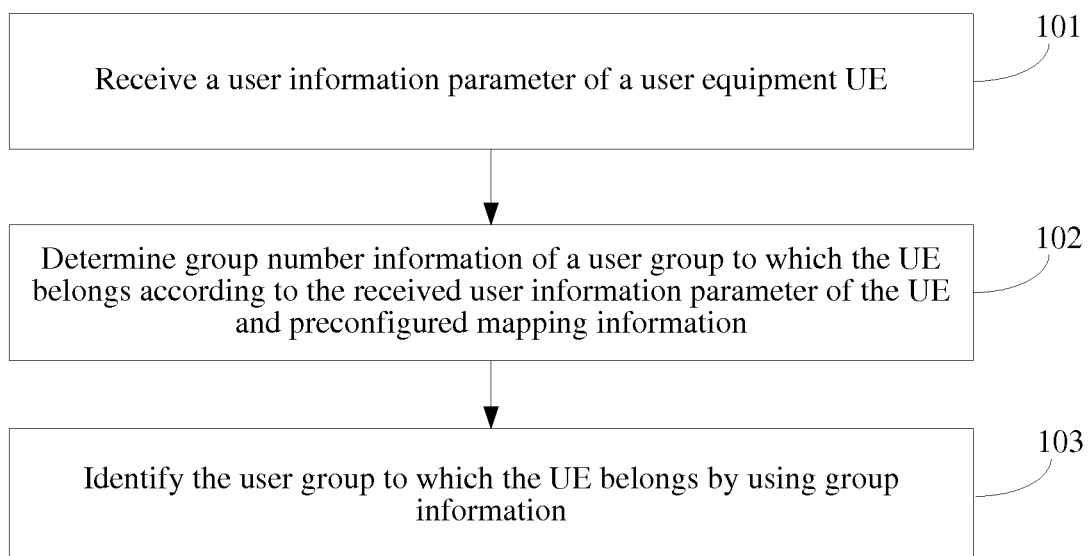 101
Receive a user information parameter of a user equipment UE
102
Determine group number information of a user group to which the UE
belongs according to the received user information parameter of the UE
and preconfigured mapping information
103
Identify the user group to which the UE belongs by using group
information